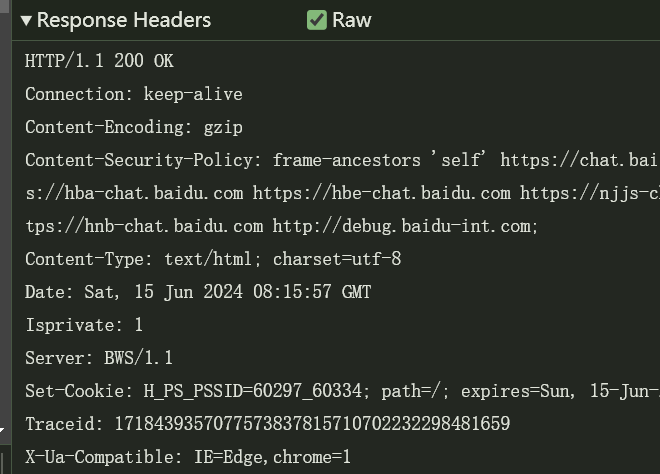 Response Headers
Raw
HTTP/1.1 200 OK
Connection: keep-alive
Content-Encoding: gzip
Content-Security-Policy: frame-ancestors 'self' https://chat.bai
s://hba-chat.baidu.com https://hbe-chat.baidu.com https://njjs-c
tps://hnb-chat.baidu.com http://debug.baidu-int.com;
Content-Type: text/html; charset=utf-8
Date: Sat, 15 Jun 2024 08:15:57 GMT
Isprivate: 1
Server: BWS/1.1
Set-Cookie: H_PS_PSSID=60297_60334; path=/; expires=Sun, 15-Jun-
Traceid: 1718439357077573837815710702232298481659
X-Ua-Compatible: IE=Edge,chrome=1